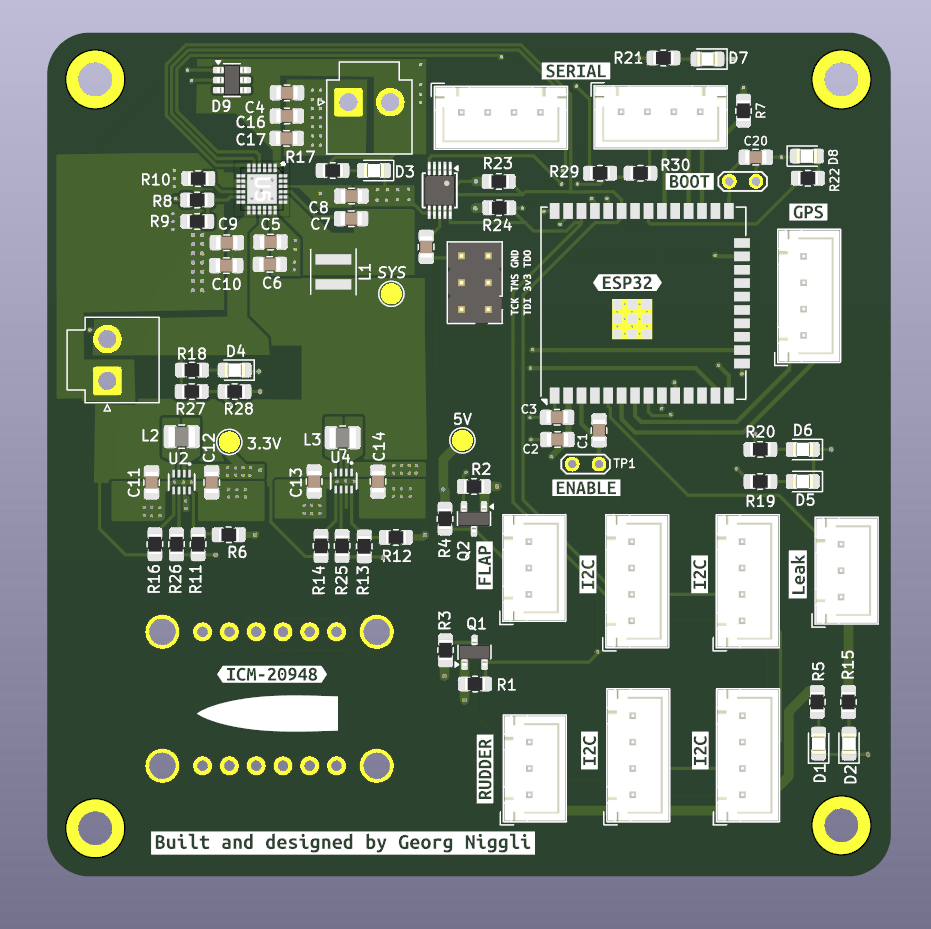 R21
D7
SERIAL
D9
C4
C16
C17
R7
R17
D3
R23
R29
R30
BOOT
C20
D8
R22
R10
R8
R9
U1
C8
C7
R24
GPS
C9
C5
C10
C6
L1
SYS
TCK TMS GND
TDI 3v3 TDO
ESP32
R18
D4
R27
R28
L2
3.3V
L3
5V
C3
C2
C1
TP1
ENABLE
R20
D6
R19
D5
U2
C12
C11
U4
C14
C13
R2
R4
Q2
R16
R26
R11
R6
R14
R25
R13
R12
FLAP
I2C
I2C
Leak
R3
Q1
R1
ICM-20948
R5
R15
RUDDER
I2C
I2C
D1
D2
Built and designed by Georg Niggli